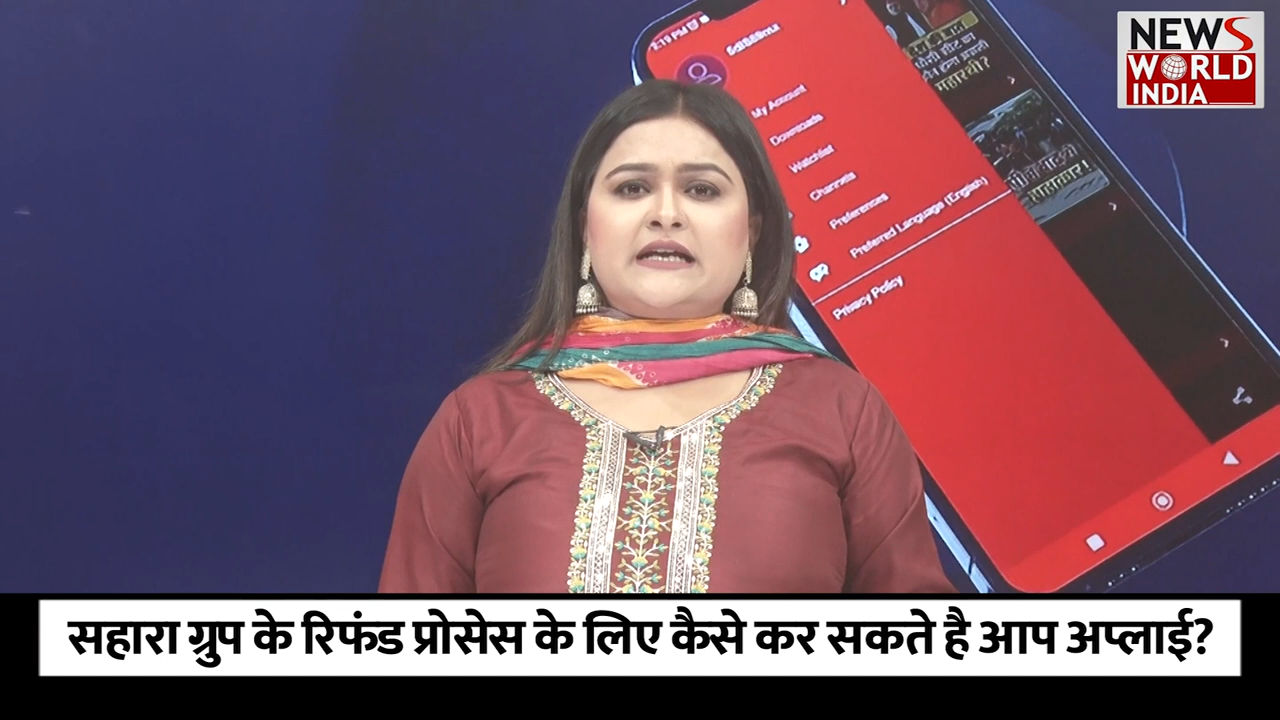 NEWS
WORLD
INDIA
My Account
Downloads
Watchlist
Channels
Preferences
Preferred Language (English)
Privacy Policy
सहारा ग्रुप के रिफंड प्रोसेस के लिए कैसे कर सकते है आप अप्लाई?